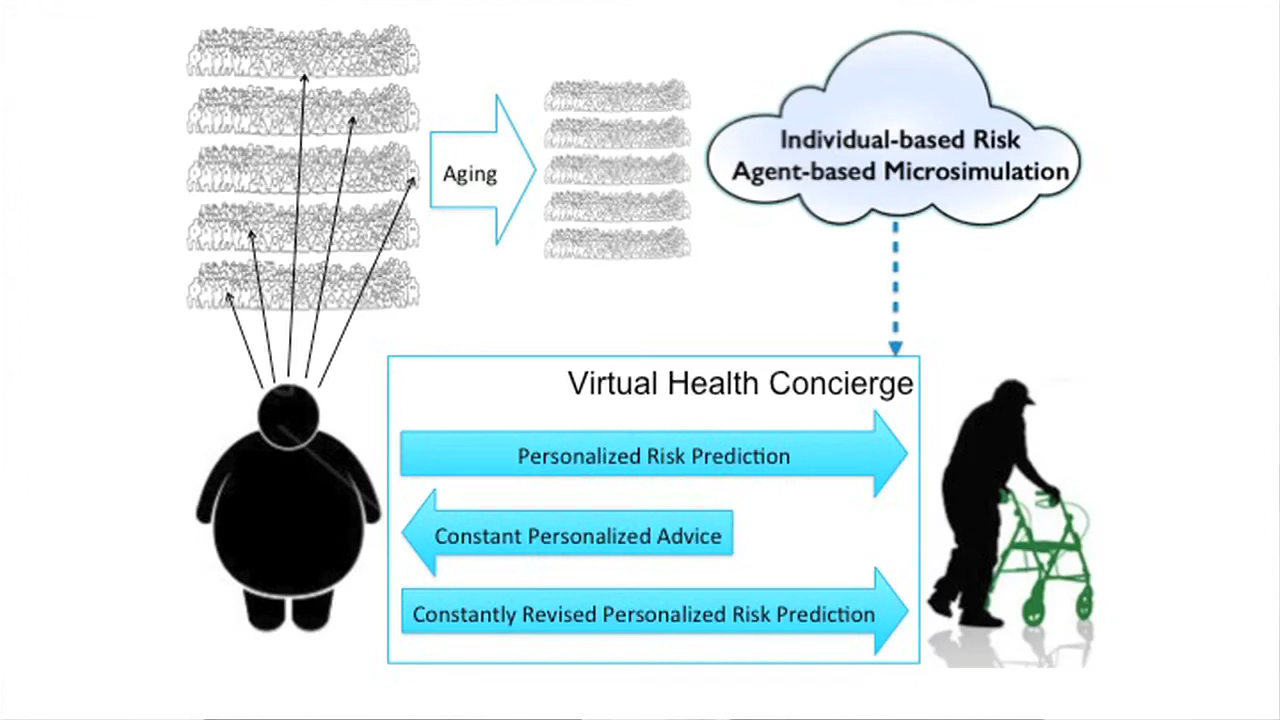 Aging
Individual-based Risk
Agent-based Microsimulation
Virtual Health Concierge
Personalized Risk Prediction
Constant Personalized Advice
Constantly Revised Personalized Risk Prediction